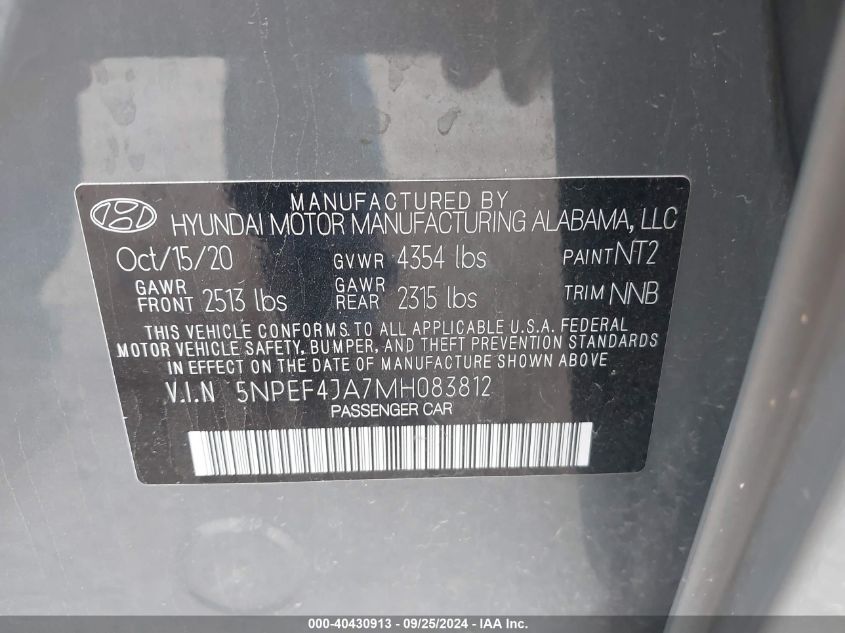 MANUFACTURED BY
HYUNDAI MOTOR MANUFACTURING ALABAMA, LLC
Oct/15/20 GVWR 4354 lbs PAINT NT2
GAWR FRONT 2513 lbs GAWR REAR 2315 lbs TRIM NNB
THIS VEHICLE CONFORMS TO ALL APPLICABLE U.S.A. FEDERAL
MOTOR VEHICLE SAFETY, BUMPER, AND THEFT PREVENTION STANDARDS
IN EFFECT ON THE DATE OF MANUFACTURE SHOWN ABOVE.
V.I.N 5NPEF4JA7MH083812
PASSENGER CAR
000-40430913 - 09/25/2024 - IAA Inc.